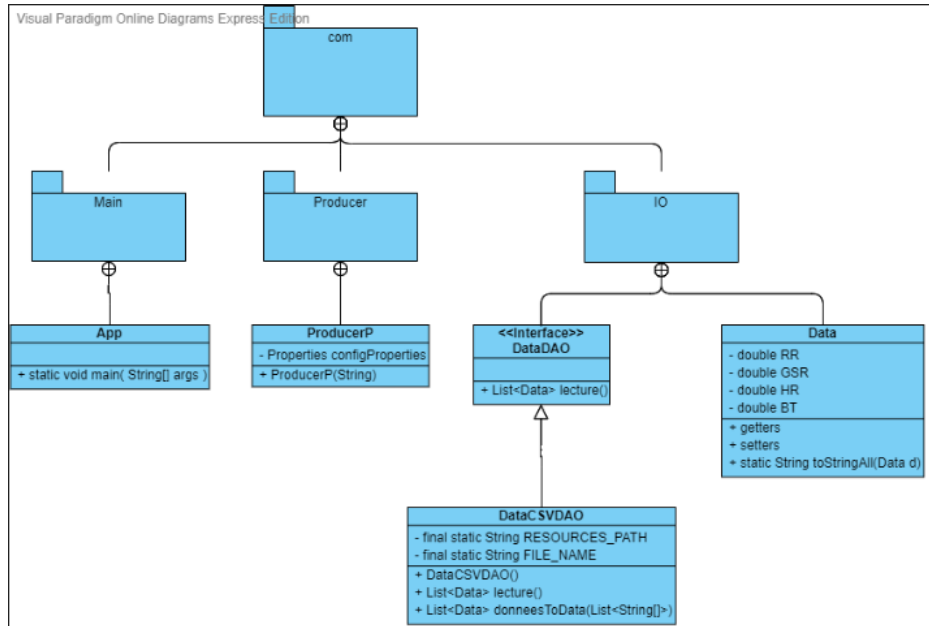 Visual Paradigm Online Diagrams Express Edition
com
Main
Producer
IO
App
+ static void main( String[] args )
ProducerP
- Properties configProperties
+ ProducerP(String)
<<Interface>>
DataDAO
+ List<Data> lecture()
Data
- double RR
- double GSR
- double HR
- double BT
+ getters
+ setters
+ static String toStringAll(Data d)
DataCSVDAO
- final static String RESOURCES_PATH
- final static String FILE_NAME
+ DataCSVDAO()
+ List<Data> lecture()
+ List<Data> donneesToData(List<String[]>)